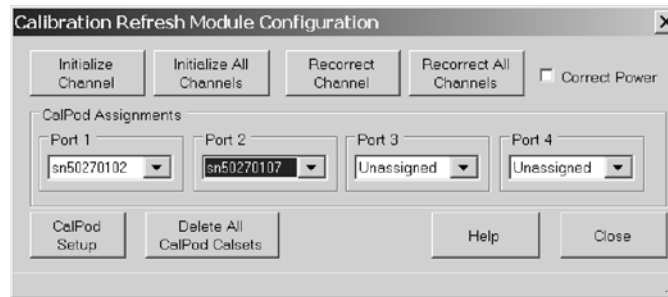 Calibration Refresh Module Configuration
Initialize
Channel
Initialize All
Channels
Recorrect
Channel
Recorrect All
Channels
Correct Power
CalPod Assignments
Port 1
Port 2
Port 3
Port 4
sn50270102
sn50270107
Unassigned
Unassigned
CalPod
Setup
Delete All
CalPod Calsets
Help
Close